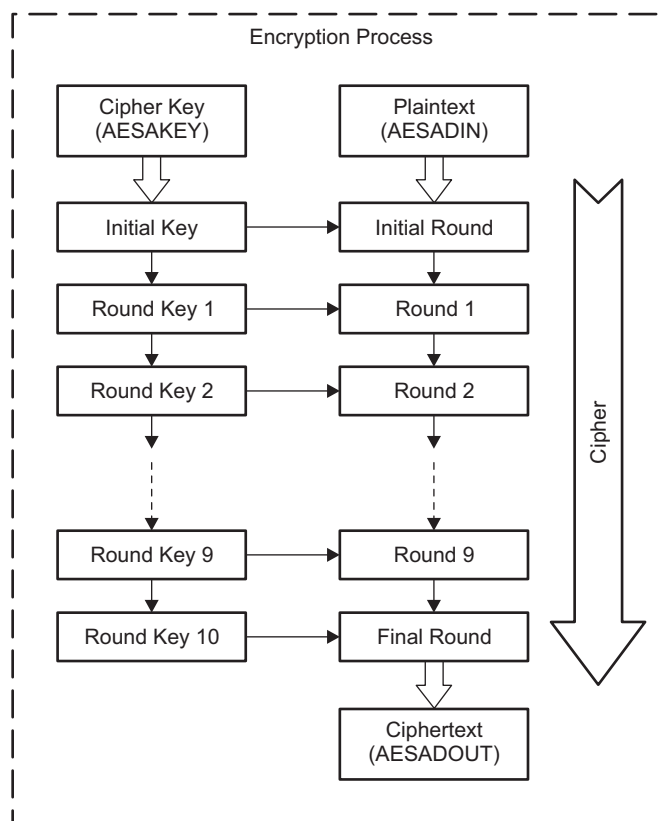 Encryption Process
Cipher Key
(AESAKEY)
Plaintext
(AESADIN)
Initial Key
Initial Round
Round Key 1
Round 1
Round Key 2
Round 2
Cipher
Round Key 9
Round 9
Round Key 10
Final Round
Ciphertext
(AESADOUT)